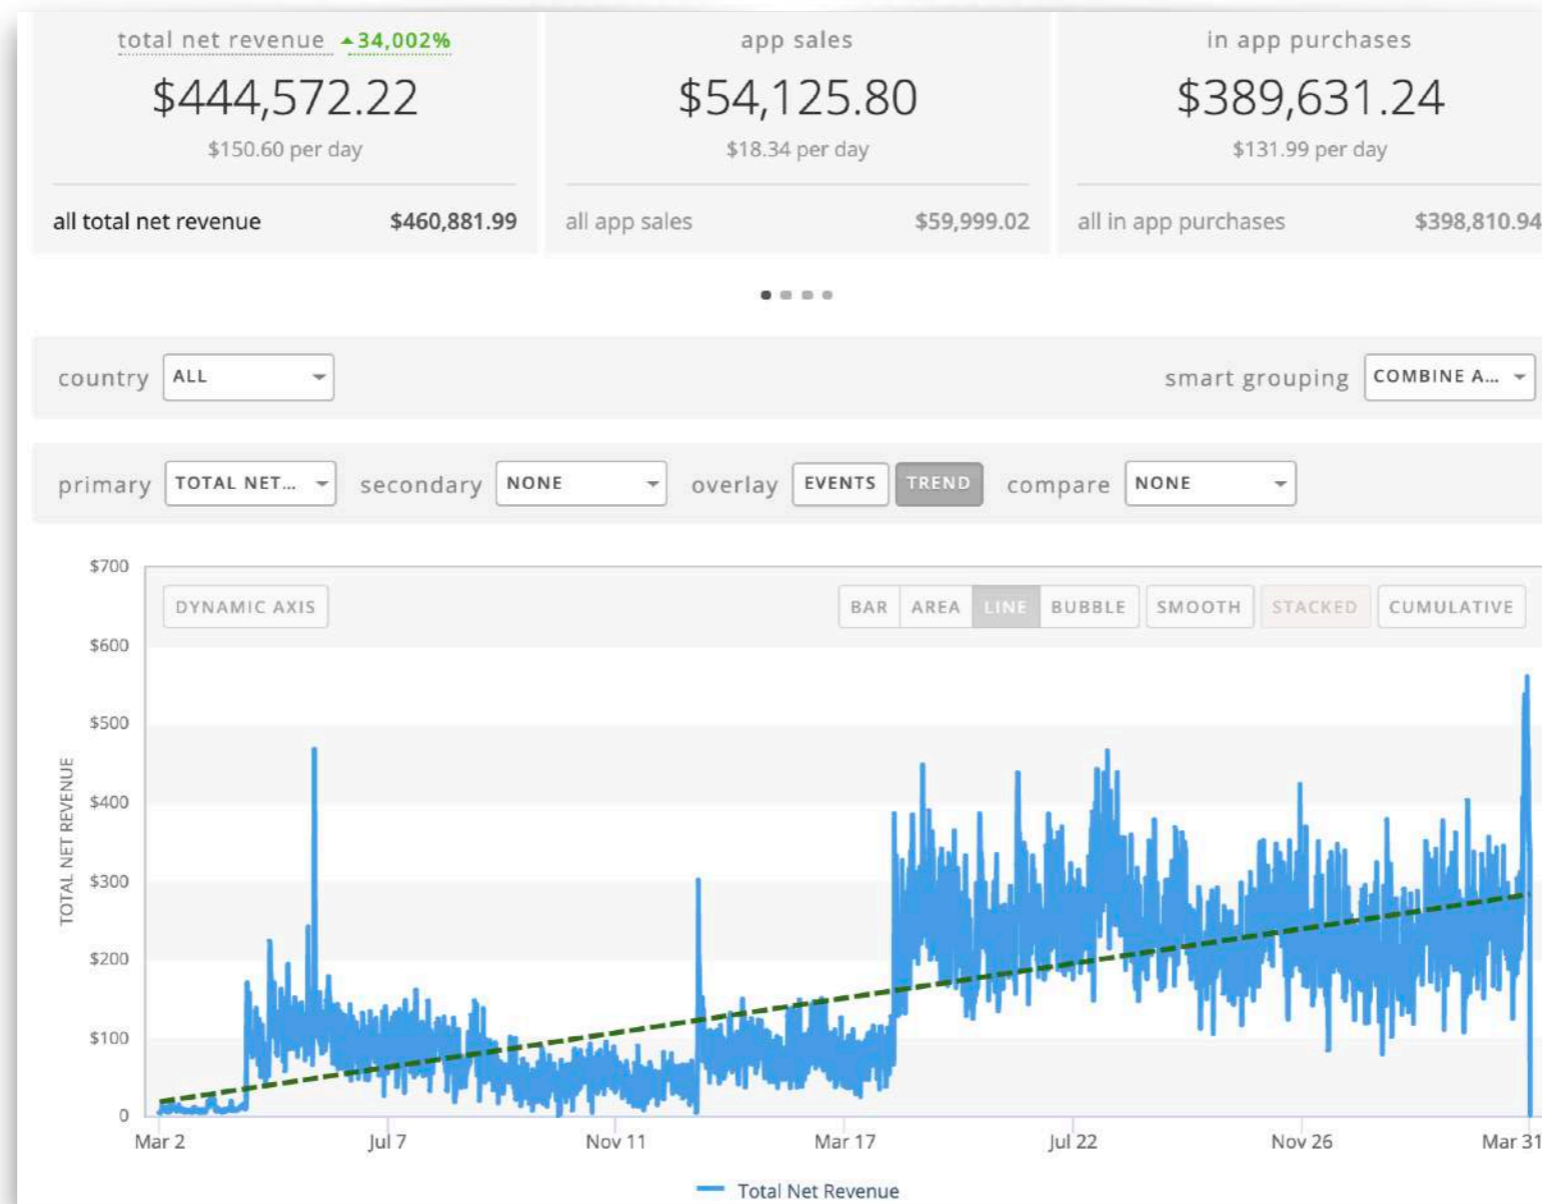 total net revenue 34,002%
$444,572.22
$150.60 per day
all total net revenue $460,881.99
app sales
$54,125.80
$18.34 per day
all app sales $59,999.02
in app purchases
$389,631.24
$131.99 per day
all in app purchases $398,810.94
country ALL smart grouping COMBINE A...
primary TOTAL NET... secondary NONE overlay EVENTS TREND compare NONE
DYNAMIC AXIS BAR AREA LINE BUBBLE SMOOTH STACKED CUMULATIVE
TOTAL NET REVENUE
$700
$600
$500
$400
$300
$200
$100
0
Mar 2 Jul 7 Nov 11 Mar 17 Jul 22 Nov 26 Mar 31
Total Net Revenue